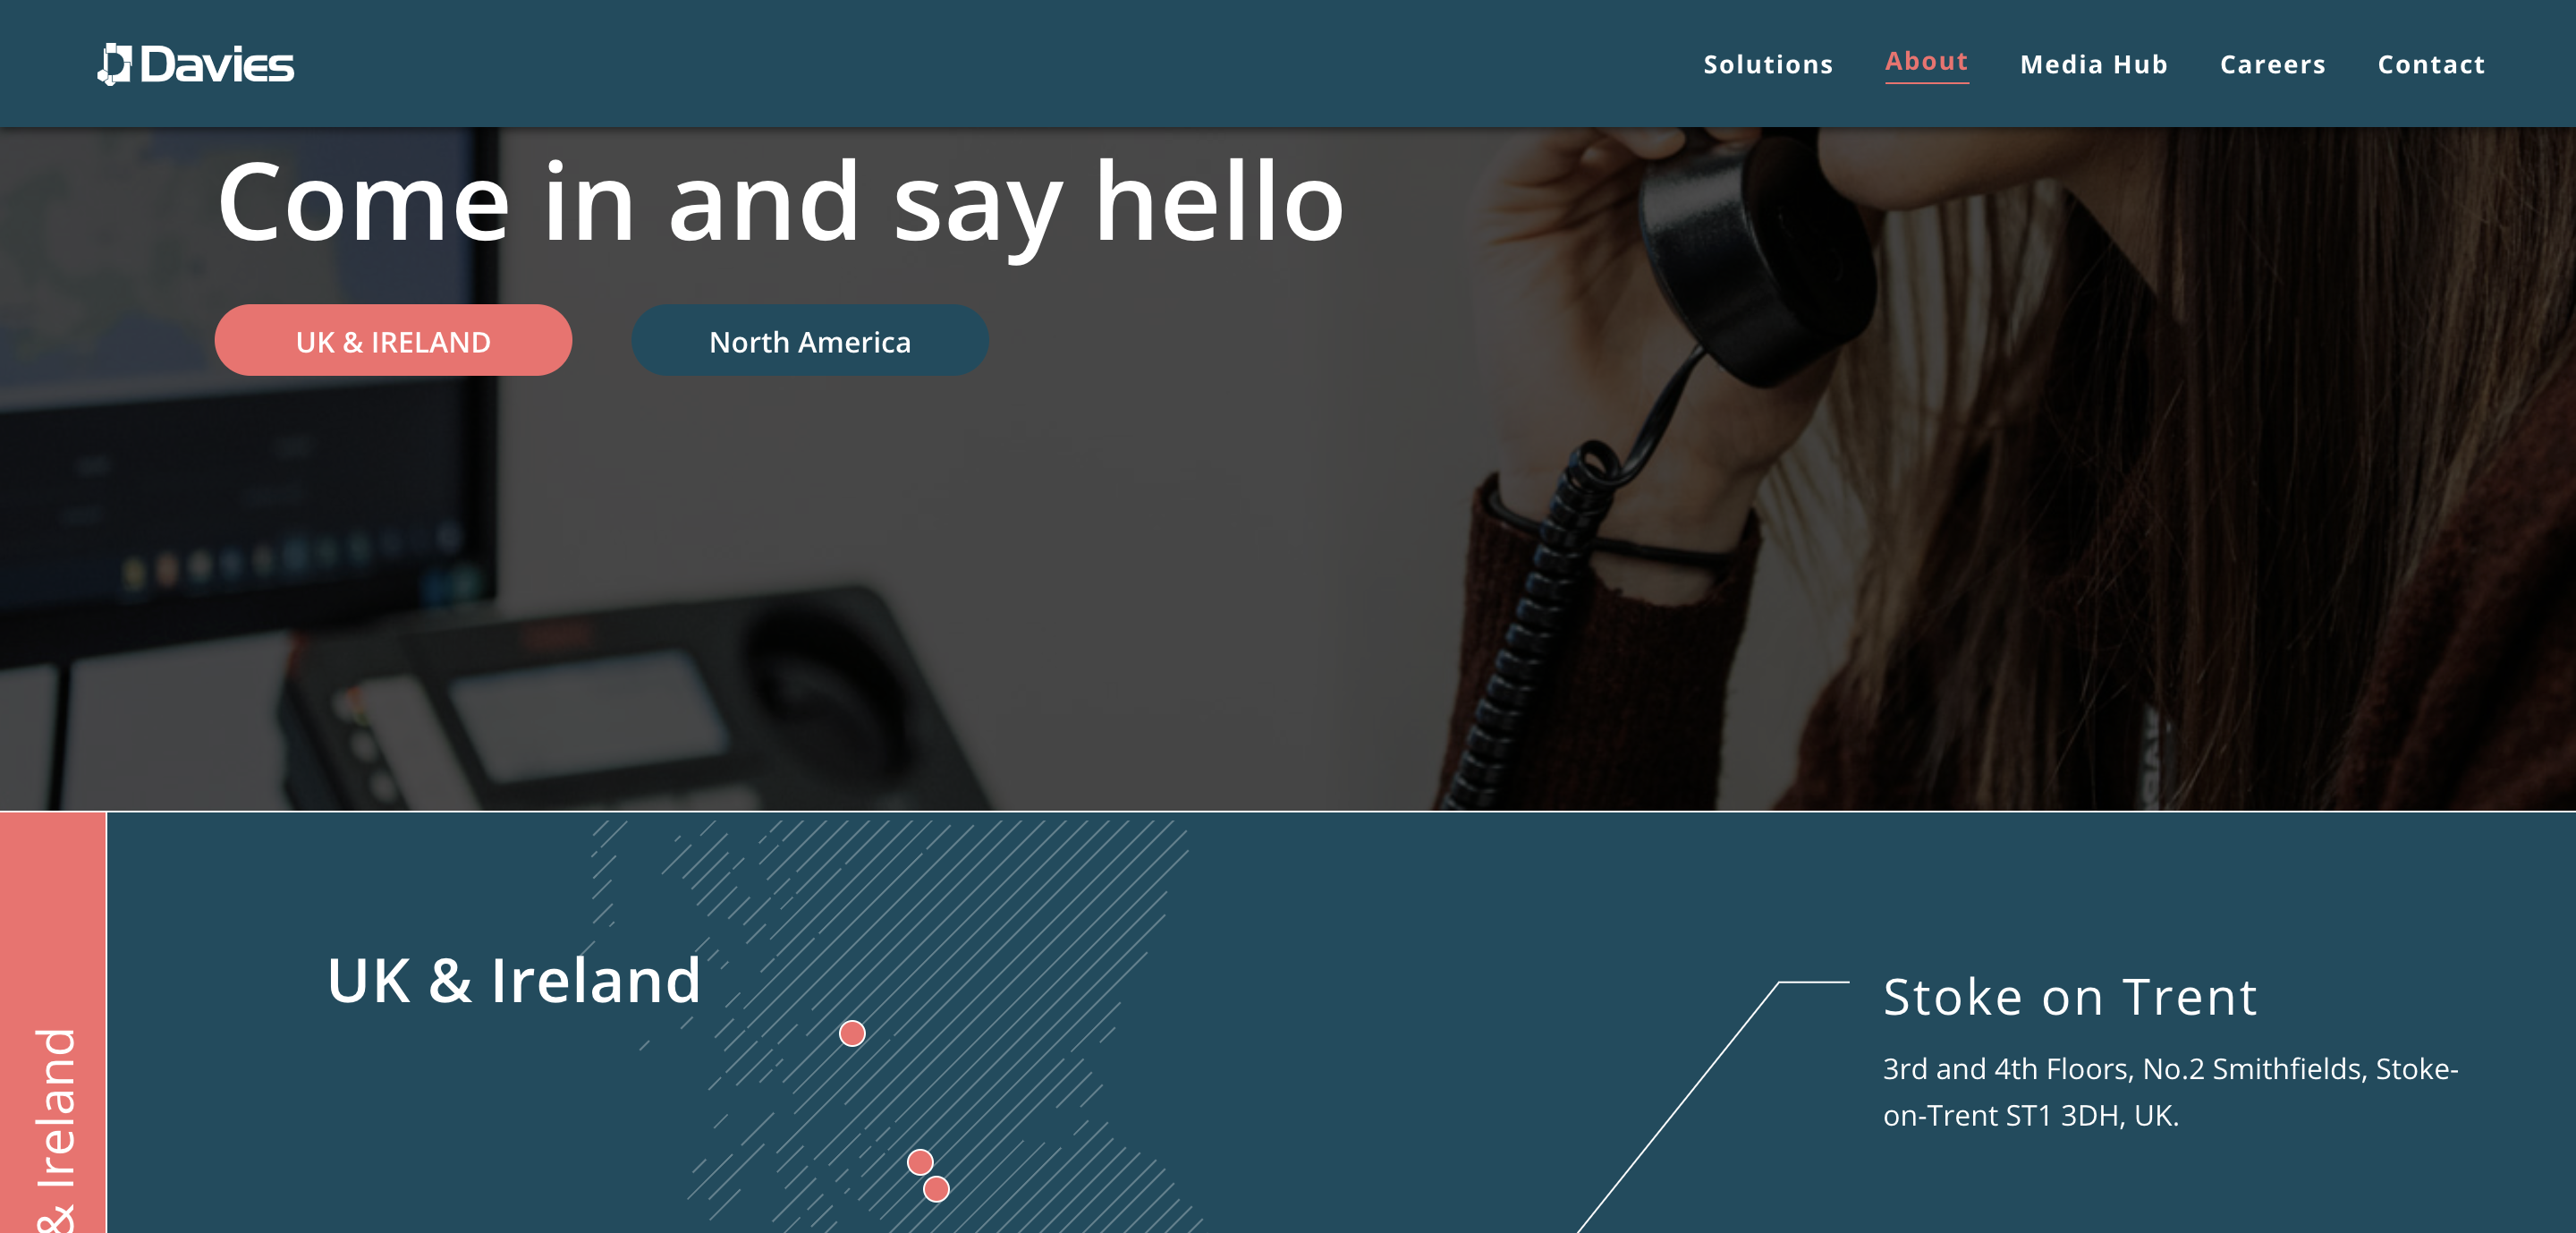 Davies
Solutions
About
Media Hub
Careers
Contact
Come in and say hello
UK & IRELAND
North America
UK & Ireland
& Ireland
Stoke on Trent
3rd and 4th Floors, No.2 Smithfields, Stoke-
on-Trent ST1 3DH, UK.